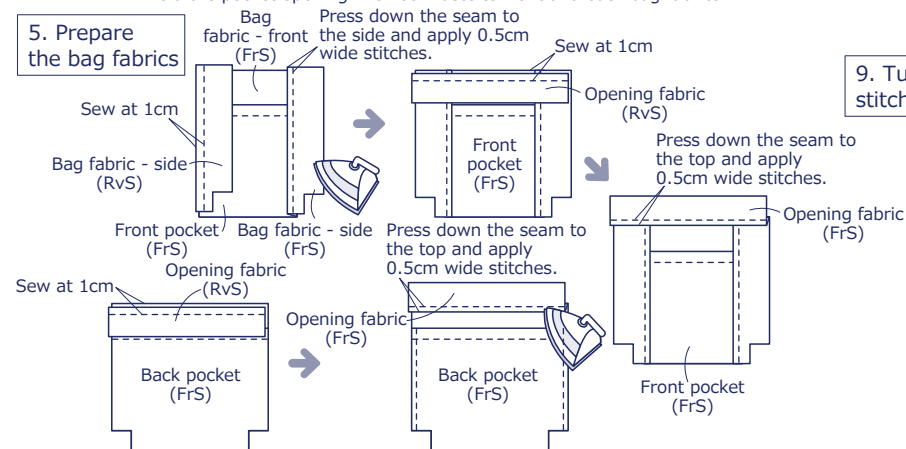 5. Prepare
the bag fabrics
Bag
fabric - front
(FrS)
Press down the seam to
the side and apply 0.5cm
wide stitches.
Sew at 1cm
Bag fabric - side
(RvS)
Front pocket
(FrS)
Bag fabric - side
(FrS)
Sew at 1cm
Opening fabric
(RvS)
Front
pocket
(FrS)
Press down the seam to
the top and apply
0.5cm wide stitches.
Opening fabric
(FrS)
Front pocket
(FrS)
Sew at 1cm
Opening fabric
(RvS)
Back pocket
(FrS)
Press down the seam to
the top and apply
0.5cm wide stitches.
Opening fabric
(FrS)
Back pocket
(FrS)
9. Tu
stitch